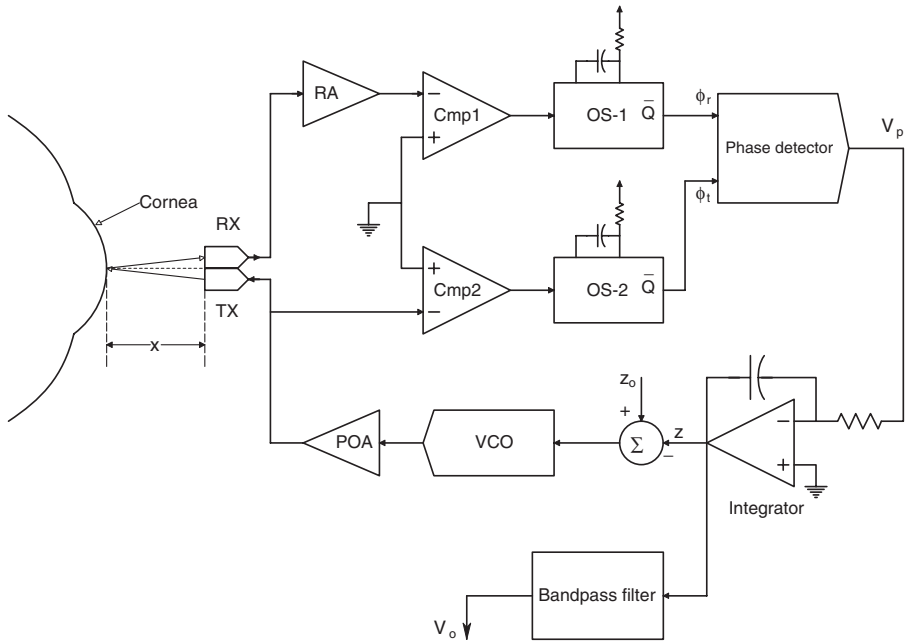 RA
−
Cmp1
+
OS-1
Q̅
ϕr
Phase detector
Vp
Cornea
RX
TX
x
ϕt
+
Cmp2
−
OS-2
Q̅
POA
VCO
zo
+
Σ
z
−
−
+
Integrator
Bandpass filter
Vo